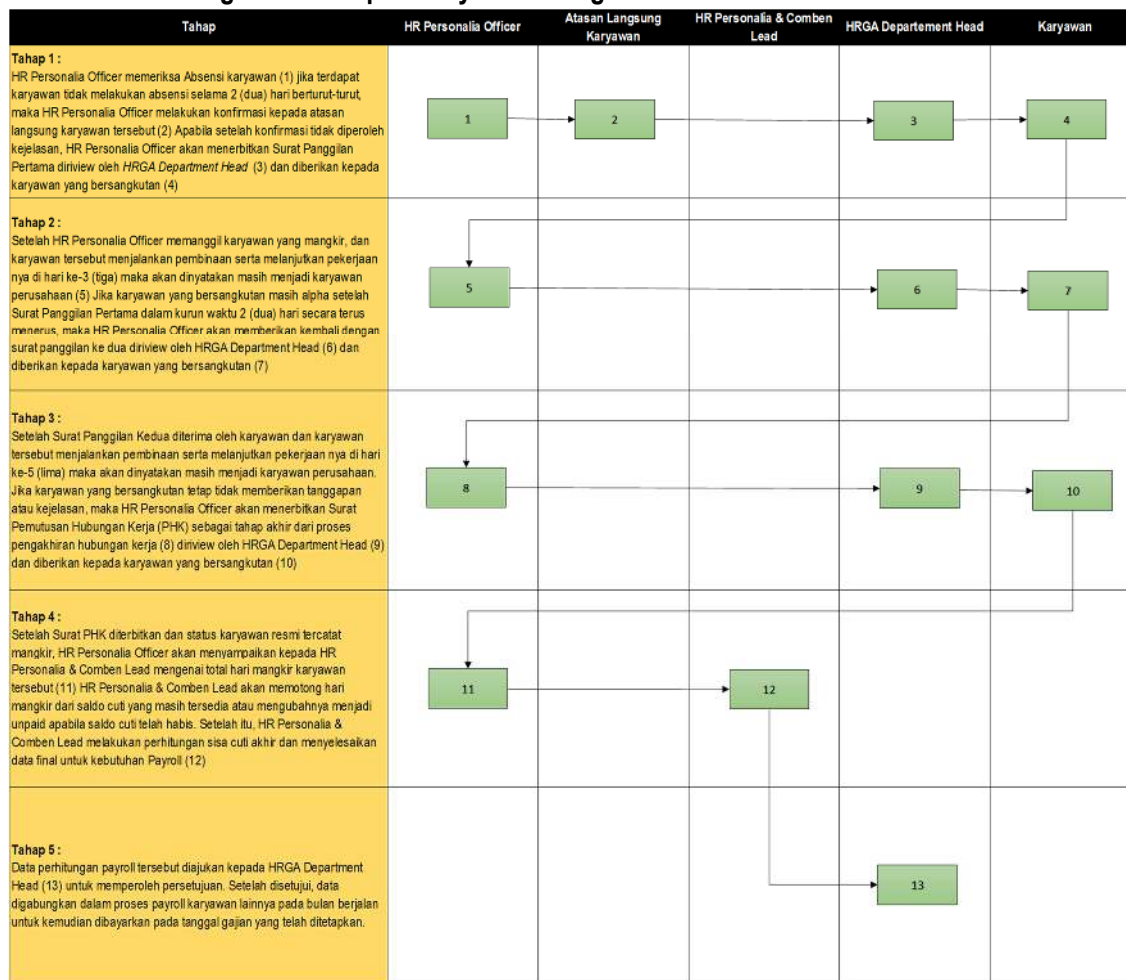 Tahap
HR Personalia Officer
Atasan Langsung
Karyawan
HR Personalia & Comben
Lead
HRGA Departement Head
Karyawan
Tahap 1 :
HR Personalia Officer memeriksa Absensi karyawan (1) jika terdapat
karyawan tidak melakukan absensi selama 2 (dua) hari berturut-turut,
maka HR Personalia Officer melakukan konfirmasi kepada atasan
langsung karyawan tersebut (2) Apabila setelah konfirmasi tidak diperoleh
kejelasan, HR Personalia Officer akan menerbitkan Surat Panggilan
Pertama diriview oleh HRGA Department Head (3) dan diberikan kepada
karyawan yang bersangkutan (4)
1
2
3
4
Tahap 2 :
Setelah HR Personalia Officer memanggil karyawan yang mangkir, dan
karyawan tersebut menjalankan pembinaan serta melanjutkan pekerjaan
nya di hari ke-3 (tiga) maka akan dinyatakan masih menjadi karyawan
perusahaan (5) Jika karyawan yang bersangkutan masih alpha setelah
Surat Panggilan Pertama dalam kurun waktu 2 (dua) hari secara terus
menerus, maka HR Personalia Officer akan memberikan kembali dengan
surat panggilan ke dua diriview oleh HRGA Department Head (6) dan
diberikan kepada karyawan yang bersangkutan (7)
5
6
7
Tahap 3 :
Setelah Surat Panggilan Kedua diterima oleh karyawan dan karyawan
tersebut menjalankan pembinaan serta melanjutkan pekerjaan nya di hari
ke-5 (lima) maka akan dinyatakan masih menjadi karyawan perusahaan.
Jika karyawan yang bersangkutan tetap tidak memberikan tanggapan
atau kejelasan, maka HR Personalia Officer akan menerbitkan Surat
Pemutusan Hubungan Kerja (PHK) sebagai tahap akhir dari proses
pengakhiran hubungan kerja (8) diriview oleh HRGA Department Head (9)
dan diberikan kepada karyawan yang bersangkutan (10)
8
9
10
Tahap 4 :
Setelah Surat PHK diterbitkan dan status karyawan resmi tercatat
mangkir, HR Personalia Officer akan menyampaikan kepada HR
Personalia & Comben Lead mengenai total hari mangkir karyawan
tersebut (11) HR Personalia & Comben Lead akan memotong hari
mangkir dari saldo cuti yang masih tersedia atau mengubahnya menjadi
unpaid apabila saldo cuti telah habis. Setelah itu, HR Personalia &
Comben Lead melakukan perhitungan sisa cuti akhir dan menyelesaikan
data final untuk kebutuhan Payroll (12)
11
12
Tahap 5 :
Data perhitungan payroll tersebut diajukan kepada HRGA Department
Head (13) untuk memperoleh persetujuan. Setelah disetujui, data
digabungkan dalam proses payroll karyawan lainnya pada bulan berjalan
untuk kemudian dibayarkan pada tanggal gajian yang telah ditetapkan.
13